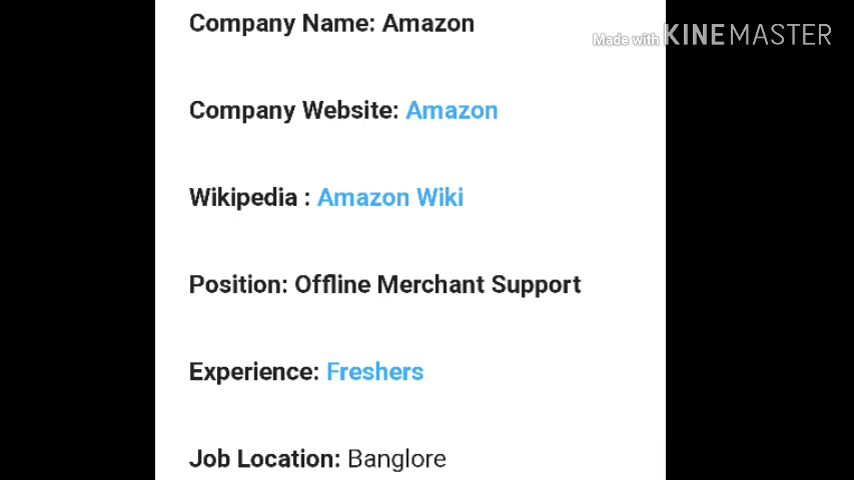 Company Name: Amazon
Made with KINEMASTER
Company Website: Amazon
Wikipedia : Amazon Wiki
Position: Offline Merchant Support
Experience: Freshers
Job Location: Banglore